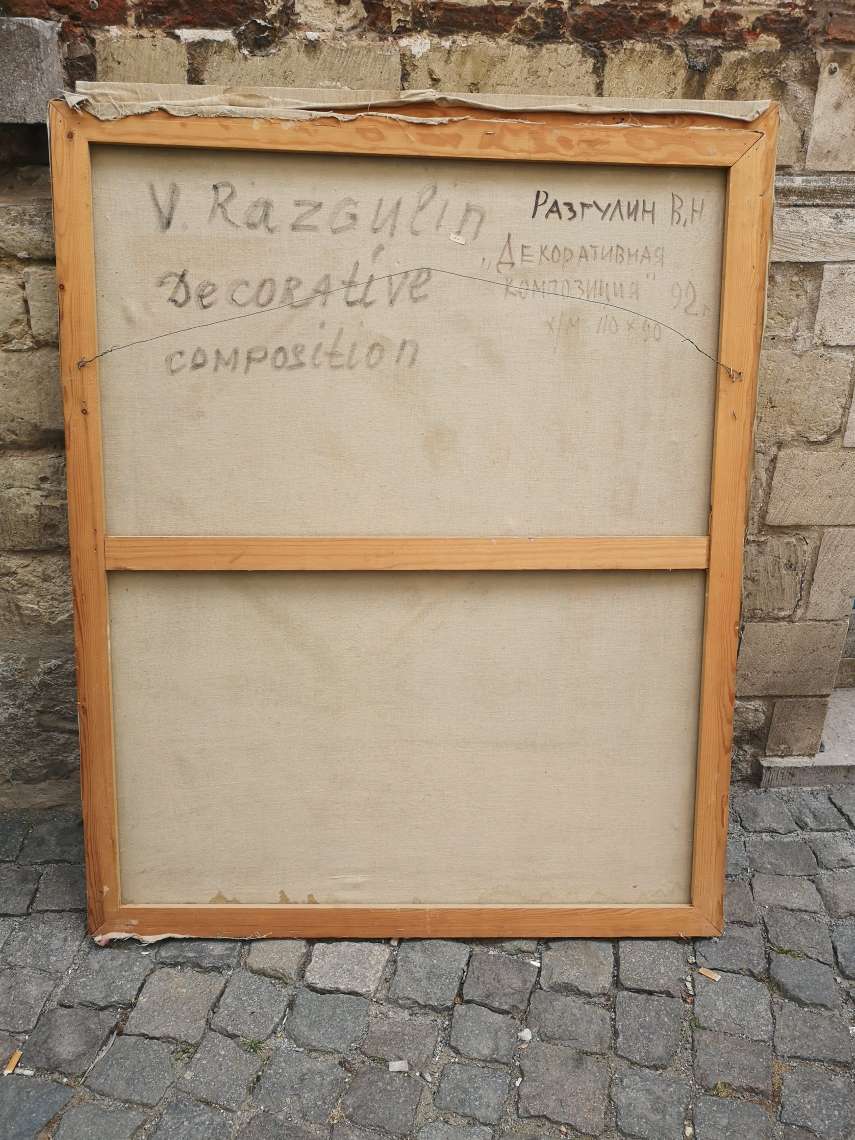 V. Razgulin
Decorative
composition
Разгулин В.Н
„Декоративная
композиция" 92г
х/м 110×90